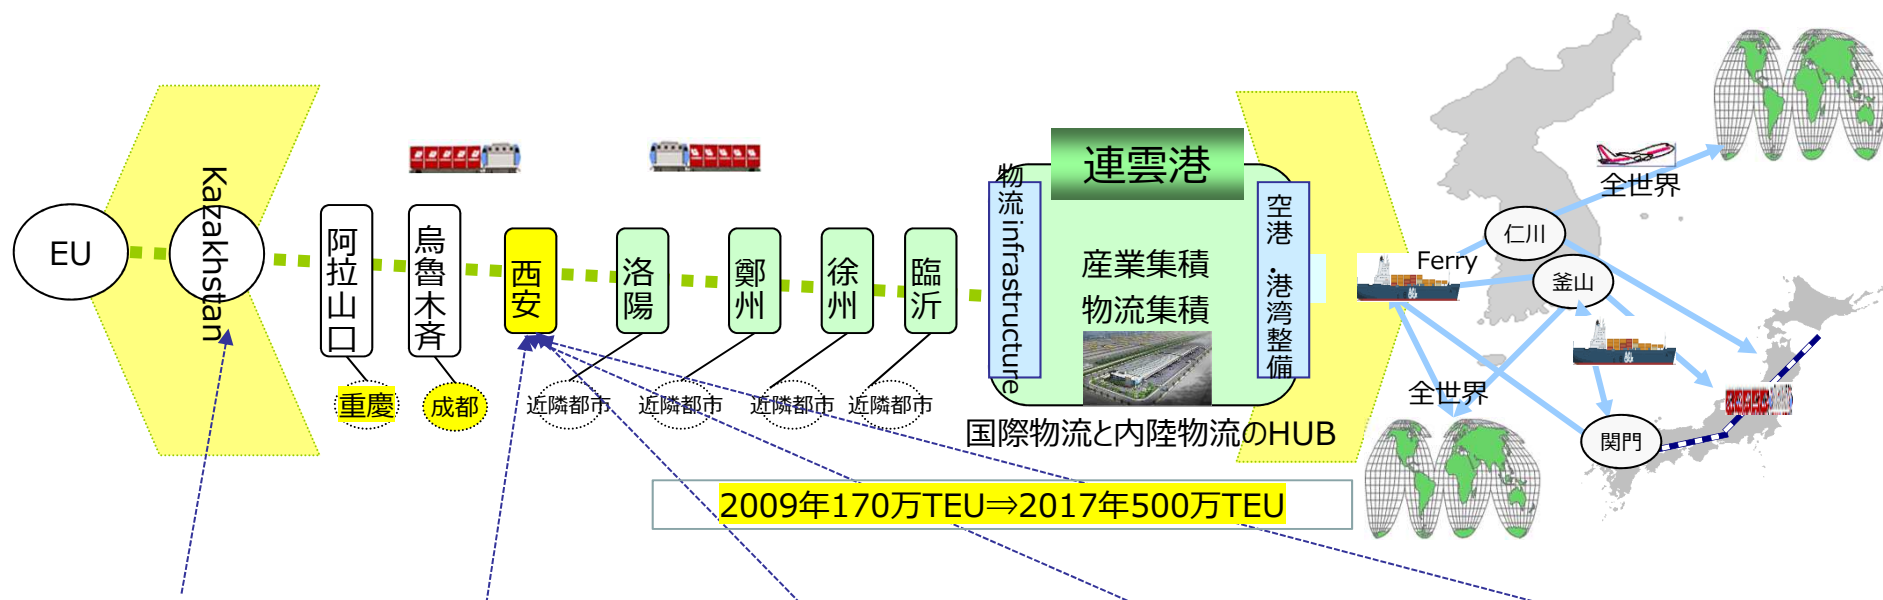 EU
Kazakhstan
阿拉山口
烏魯木斉
西安
洛陽
鄭州
徐州
臨沂
重慶
成都
近隣都市
近隣都市
近隣都市
近隣都市
物流infrastructure
連雲港
産業集積
物流集積
空港・港湾整備
国際物流と内陸物流のHUB
2009年170万TEU⇒2017年500万TEU
Ferry
仁川
釜山
関門
全世界
全世界